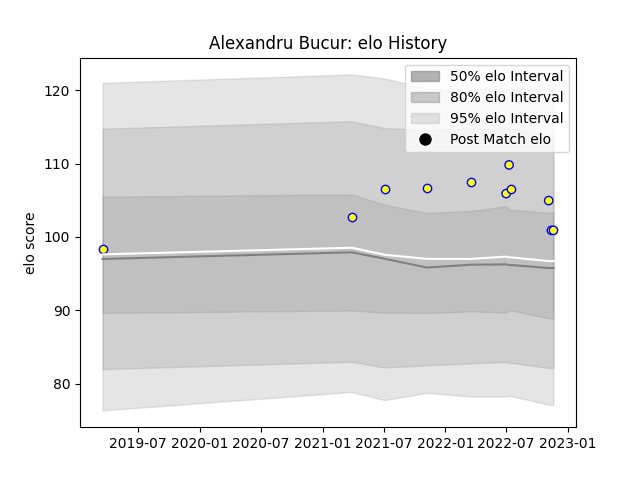 Alexandru Bucur: elo History
50% elo Interval
80% elo Interval
95% elo Interval
Post Match elo
elo score
120
110
100
90
80
2019-07 2020-01 2020-07 2021-01 2021-07 2022-01 2022-07 2023-01